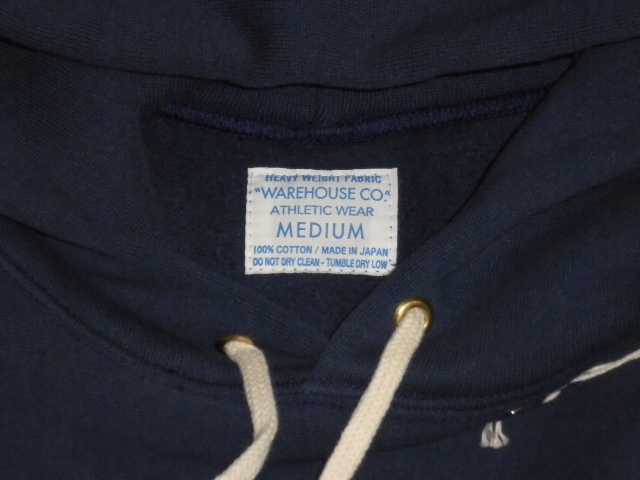 HEAVY WEIGHT FABRIC
"WAREHOUSE CO."
ATHLETIC WEAR
MEDIUM
100% COTTON / MADE IN JAPAN
DO NOT DRY CLEAN - TUMBLE DRY LOW